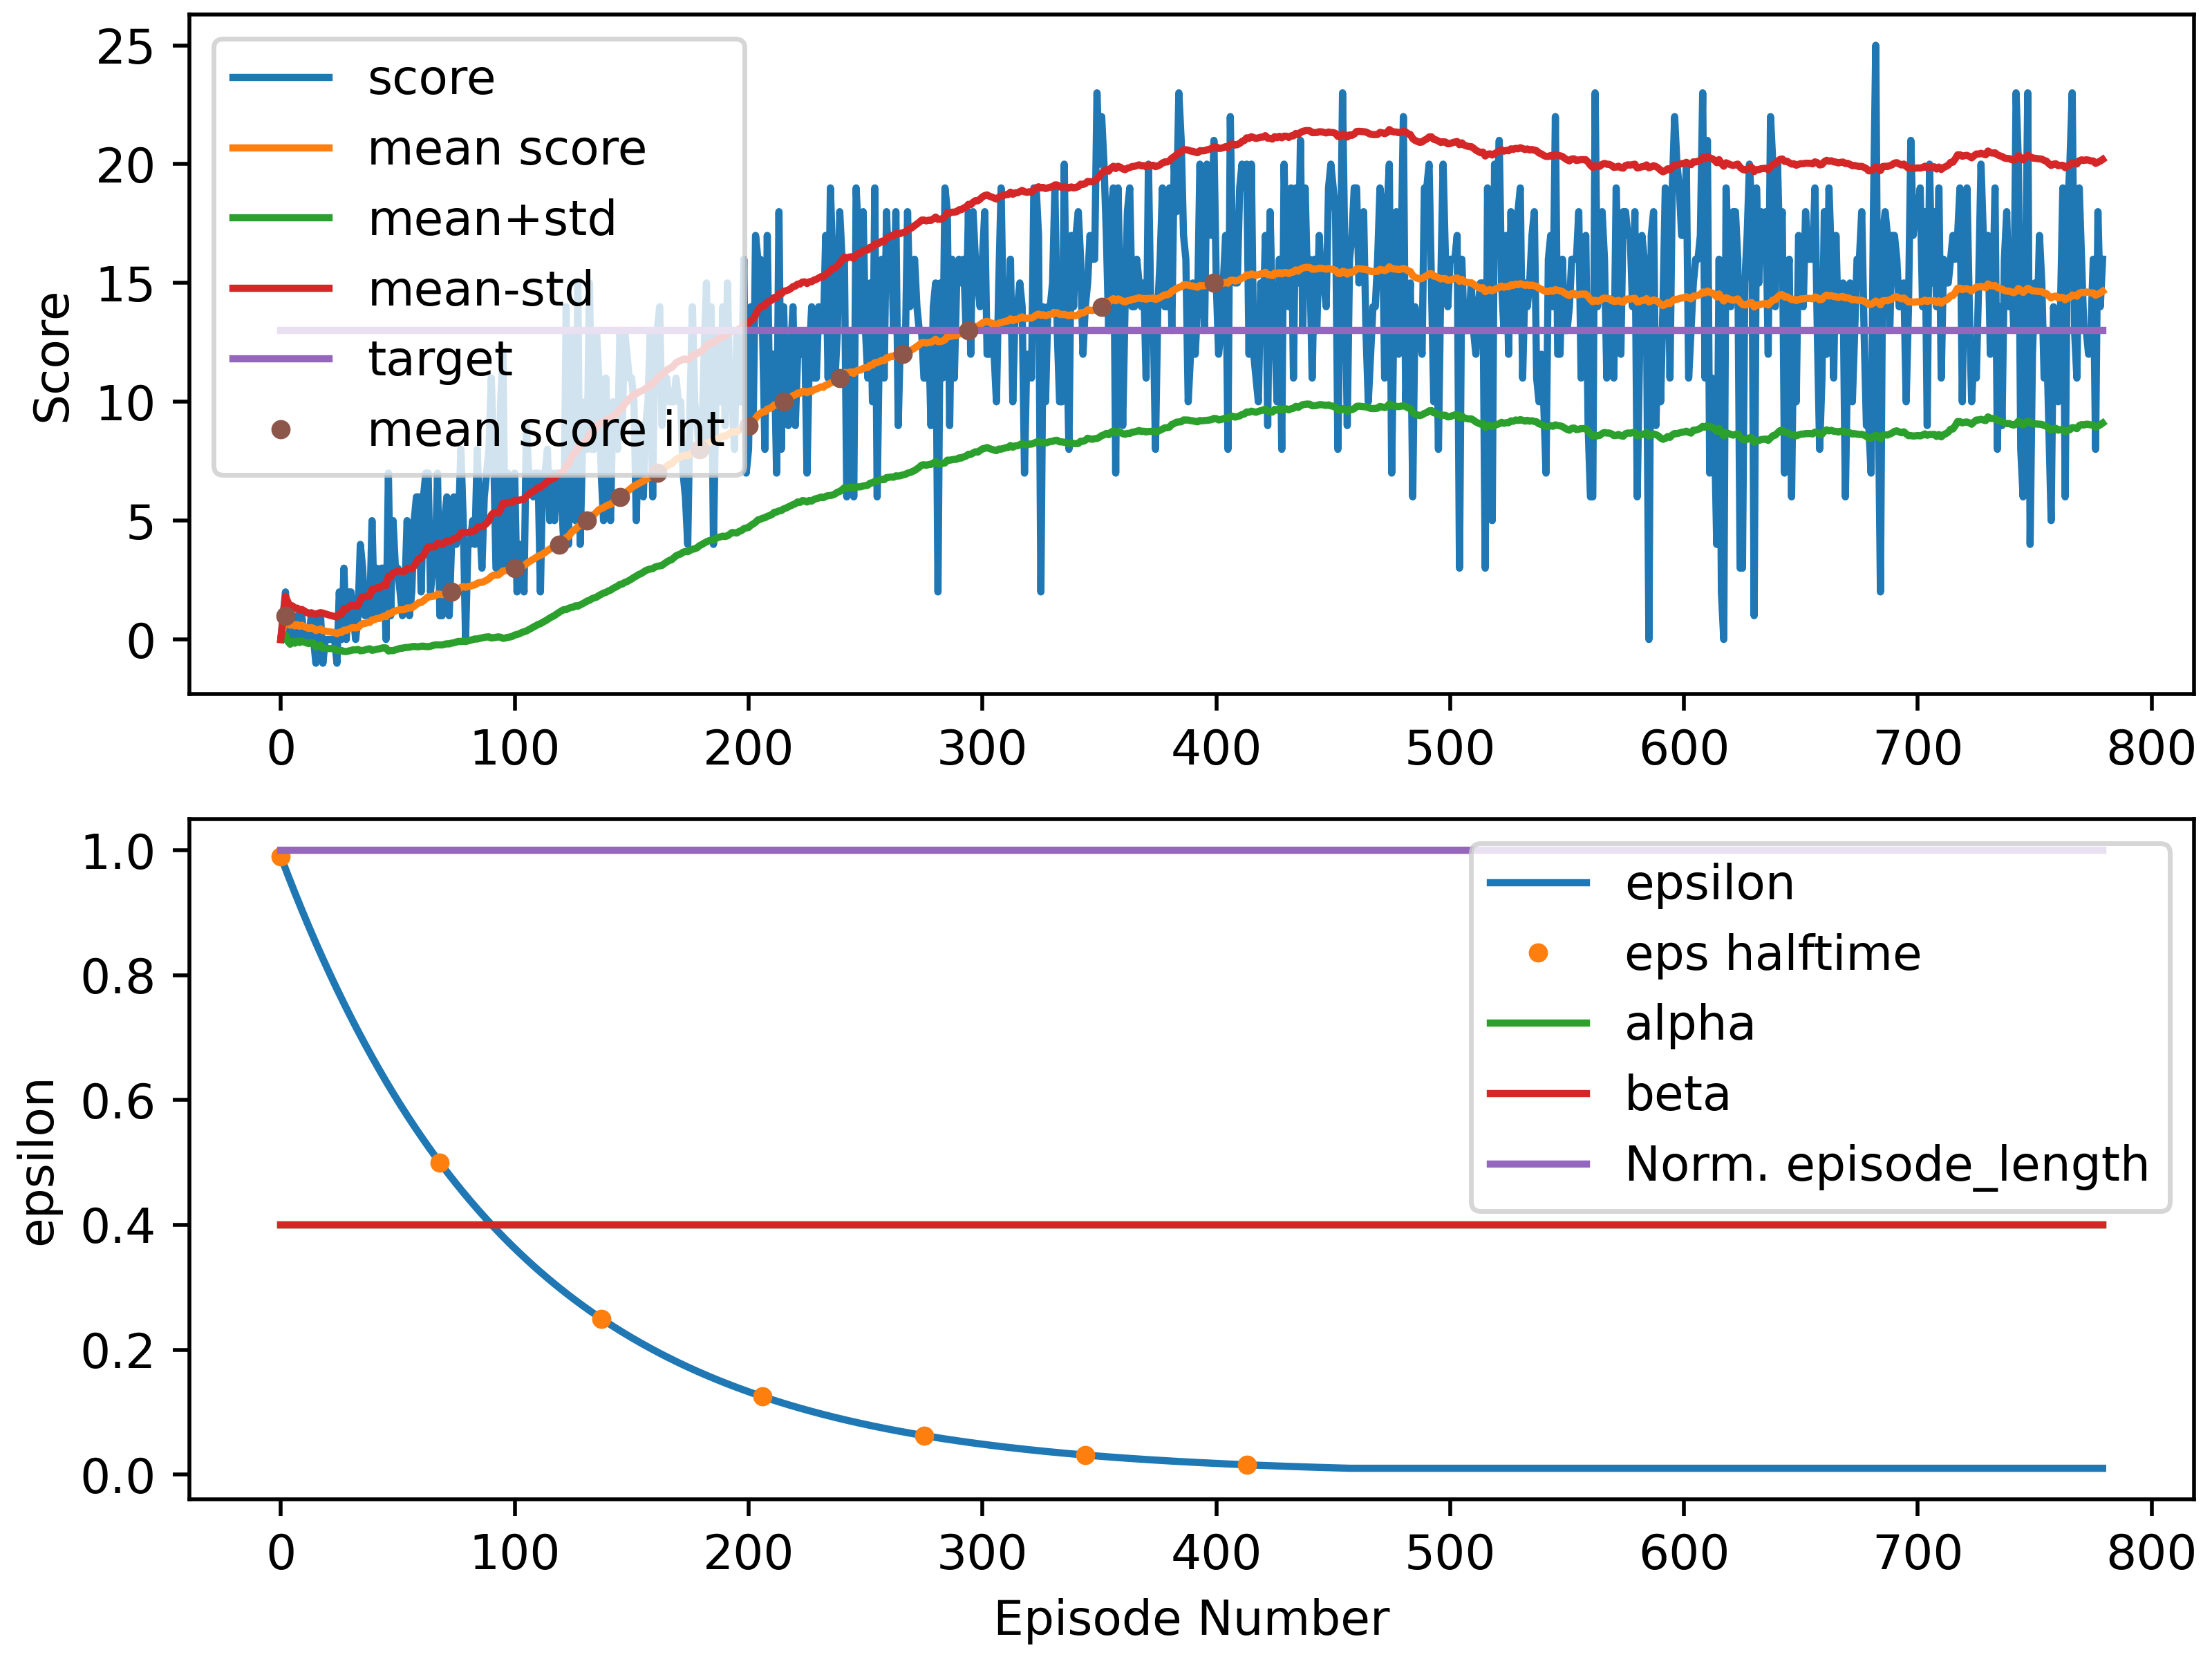 25
20
15
10
5
0
Score
score
mean score
mean+std
mean-std
target
mean score int
0 100 200 300 400 500 600 700 800
1.0
0.8
0.6
0.4
0.2
0.0
epsilon
epsilon
eps halftime
alpha
beta
Norm. episode_length
0 100 200 300 400 500 600 700 800
Episode Number